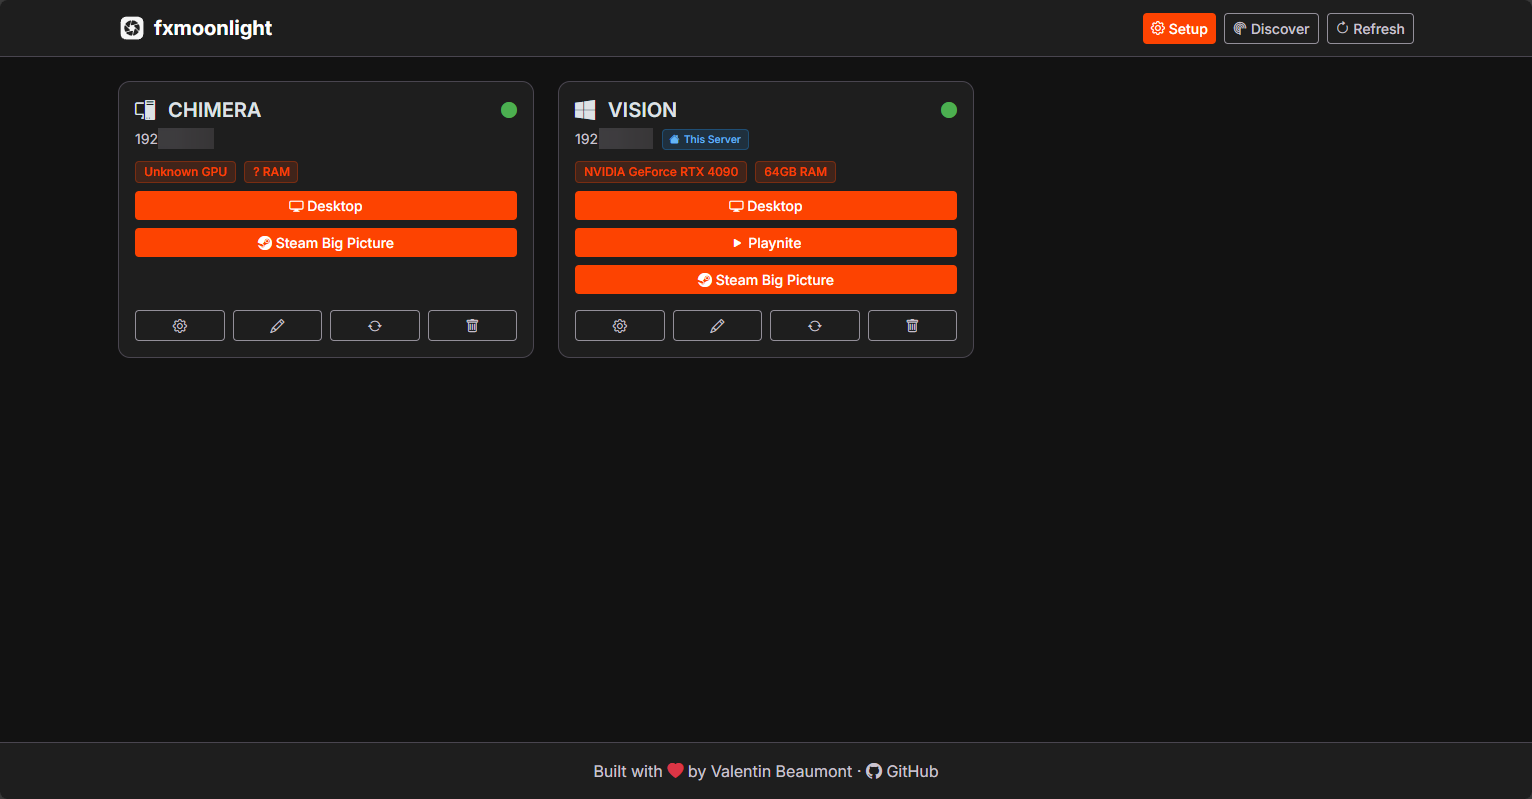 fxmoonlight
Setup Discover Refresh
CHIMERA
192
Unknown GPU ? RAM
Desktop
Steam Big Picture
VISION
192 This Server
NVIDIA GeForce RTX 4090 64GB RAM
Desktop
Playnite
Steam Big Picture
Built with by Valentin Beaumont · GitHub